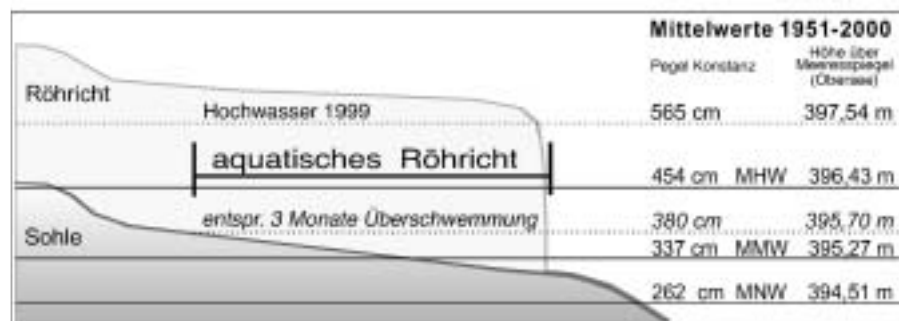 Mittelwerte 1951-2000
Pegel Konstanz
Höhe über
Meeresspiegel
(Obersee)
Röhricht
Hochwasser 1999
565 cm 397,54 m
aquatisches Röhricht
454 cm MHW 396,43 m
entspr. 3 Monate Überschwemmung
380 cm 395,70 m
Sohle
337 cm MMW 395,27 m
262 cm MNW 394,51 m